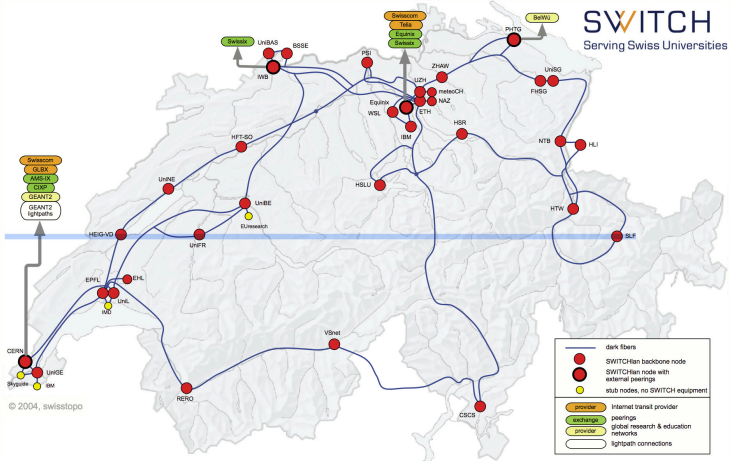 SWITCH
Serving Swiss Universities
Swisscom
Telia
Equinix
Swissix
PHTG
BelWü
Swissix
UniBAS
BSSE
IWB
PSI
ZHAW
UZH
meteoCH
NAZ
ETH
Equinix
WSL
IBM
UniSG
FHSG
HFT-SO
HSR
NTB
HLI
Swisscom
GLBX
AMS-IX
CIXP
GEANT2
GEANT2
lightpaths
UniNE
HSLU
UniBE
EUresearch
HTW
HEIG-VD
UniFR
SLF
EPFL
EHL
UniL
IMD
VSnet
CERN
UniGE
Skyguide
IBM
RERO
CSCS
© 2004, swisstopo
dark fibers
SWITCHlan backbone node
SWITCHlan node with
external peerings
stub nodes, no SWITCH equipment
provider
Internet transit provider
exchange
peerings
provider
global research & education
networks
lightpath connections